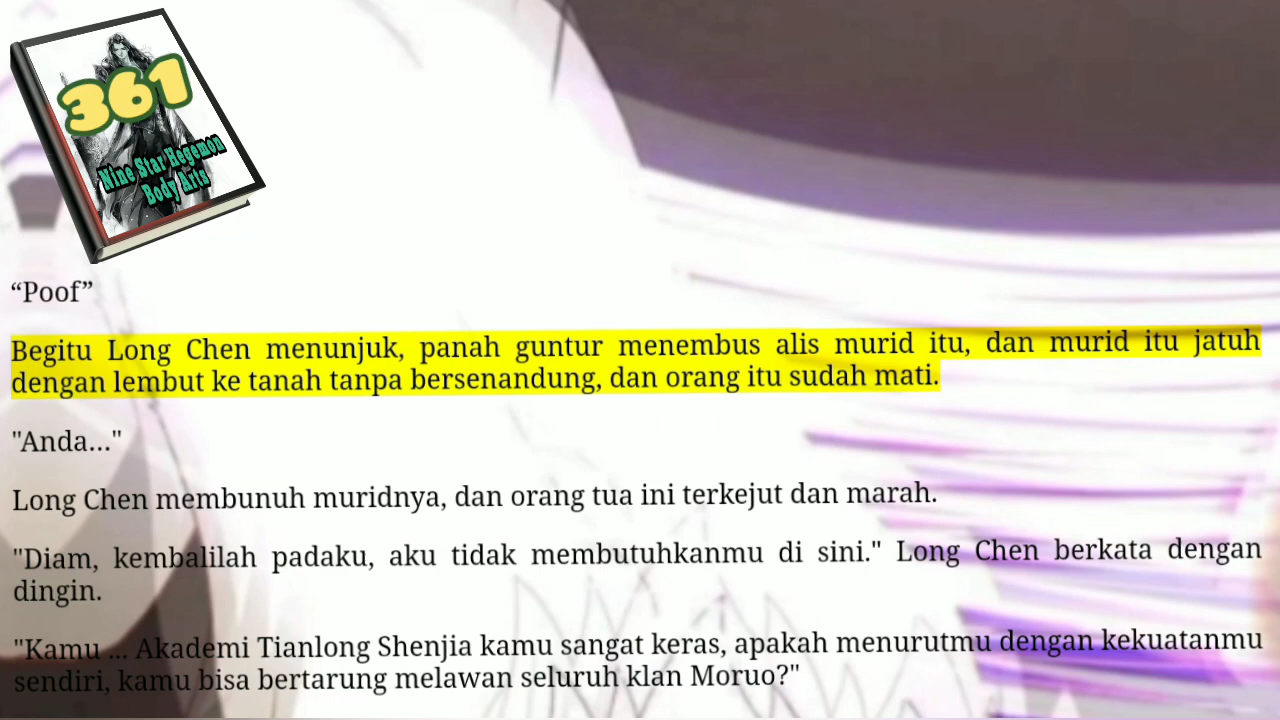 361
Nine Star Hegemon
Body Arts
“Poof”
Begitu Long Chen menunjuk, panah guntur menembus alis murid itu, dan murid itu jatuh
dengan lembut ke tanah tanpa bersenandung, dan orang itu sudah mati.
"Anda..."
Long Chen membunuh muridnya, dan orang tua ini terkejut dan marah.
"Diam, kembalilah padaku, aku tidak membutuhkanmu di sini." Long Chen berkata dengan
dingin.
"Kamu ... Akademi Tianlong Shenjia kamu sangat keras, apakah menurutmu dengan kekuatanmu
sendiri, kamu bisa bertarung melawan seluruh klan Moruo?"